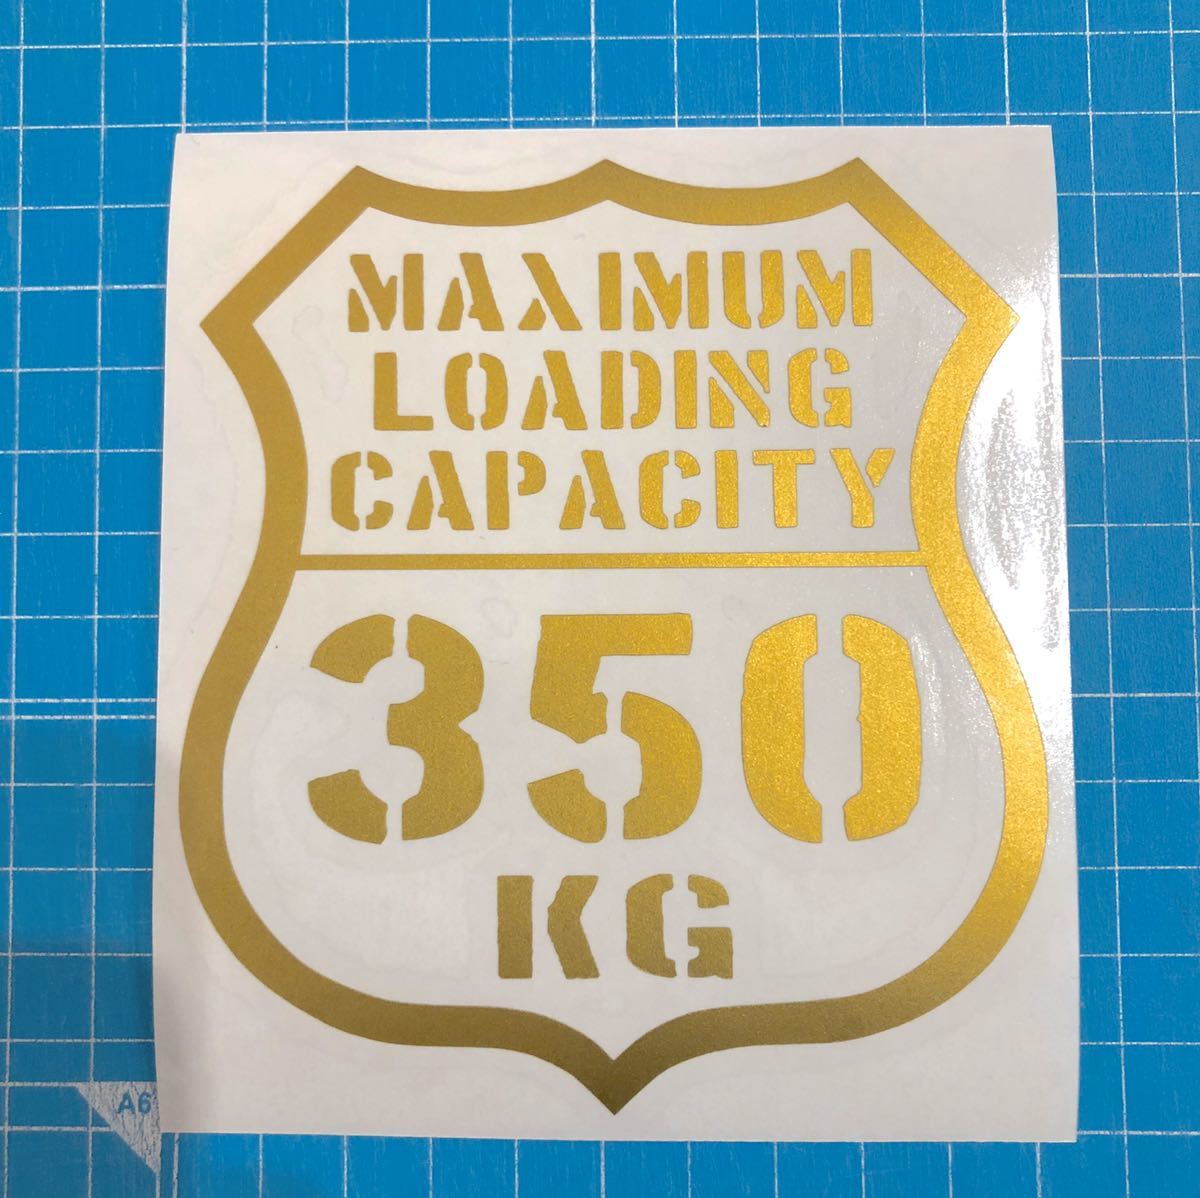 MAXIMUM
LOADING
CAPACITY
350
KG
A6